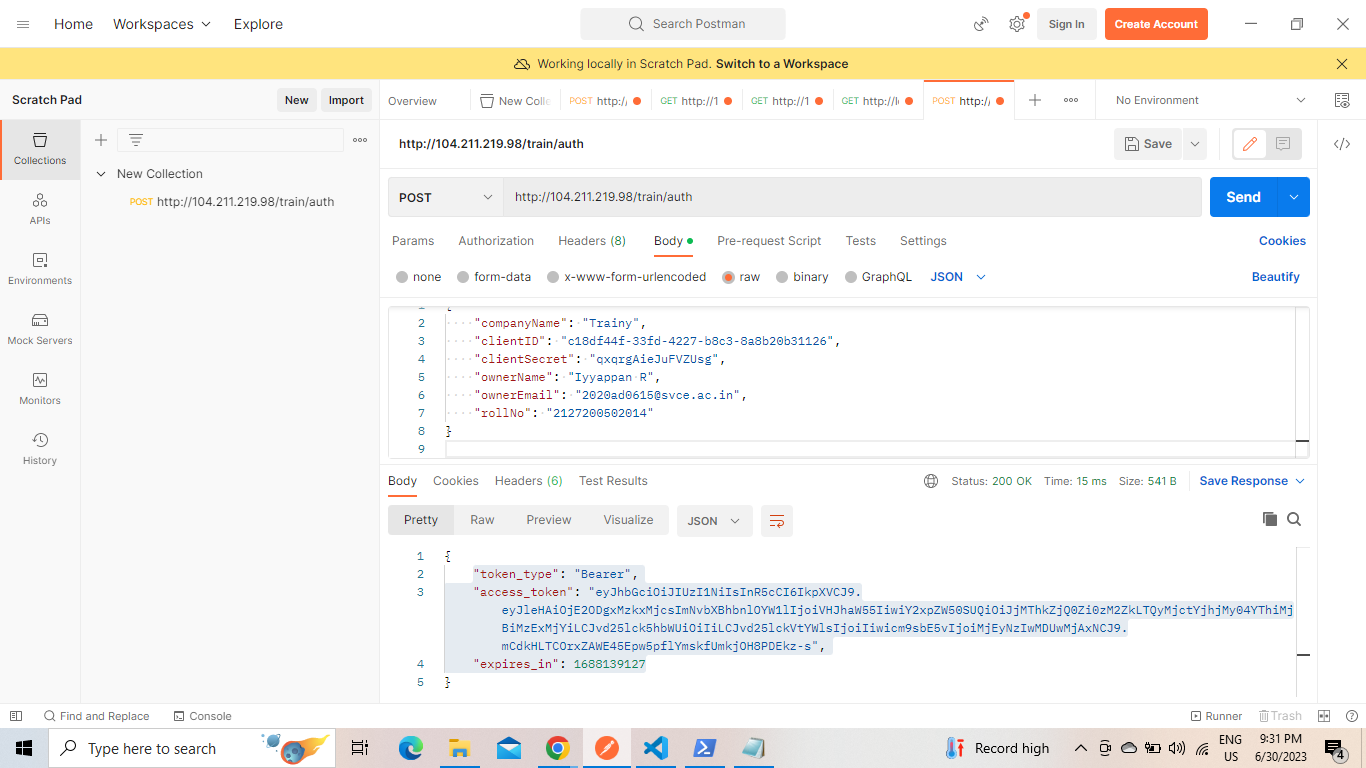 Home Workspaces Explore Search Postman Sign In Create Account
Working locally in Scratch Pad. Switch to a Workspace
Scratch Pad New Import Overview New Colle POST http:/ GET http://1 GET http://1 GET http://l POST http:/ No Environment
http://104.211.219.98/train/auth Save
Collections
New Collection
POST http://104.211.219.98/train/auth
APIs
Environments
Mock Servers
Monitors
History
POST http://104.211.219.98/train/auth Send
Params Authorization Headers (8) Body Pre-request Script Tests Settings Cookies
none form-data x-www-form-urlencoded raw binary GraphQL JSON Beautify
2 "companyName": "Trainy",
3 "clientID": "c18df44f-33fd-4227-b8c3-8a8b20b31126",
4 "clientSecret": "qxqrgAieJuFVZUsg",
5 "ownerName": "Iyyappan R",
6 "ownerEmail": "2020ad0615@svce.ac.in",
7 "rollNo": "2127200502014"
8 }
9
Body Cookies Headers (6) Test Results Status: 200 OK Time: 15 ms Size: 541 B Save Response
Pretty Raw Preview Visualize JSON
1 {
2 "token_type": "Bearer",
3 "access_token": "eyJhbGciOiJIUzI1NiIsInR5cCI6IkpXVCJ9.
eyJleHAiOjE2ODgxMzkxMjcsImNvbXBhbnlOYW1lIjoiVHJhaW55IiwiY2xpZW50SUQiOiJjMThkZjQ0Zi0zM2ZkLTQyMjctYjhjMy04YThiMj
BiMzExMjYiLCJvd25lck5hbWUiOiIiLCJvd25lckVtYWlsIjoiIiwicm9sbE5vIjoiMjEyNzIwMDUwMjAxNCJ9.
mCdkHLTCOrxZAWE45Epw5pflYmskfUmkjOH8PDEkz-s",
4 "expires_in": 1688139127
5 }
Find and Replace Console Runner Trash
Type here to search Record high ENG US 9:31 PM 6/30/2023 4